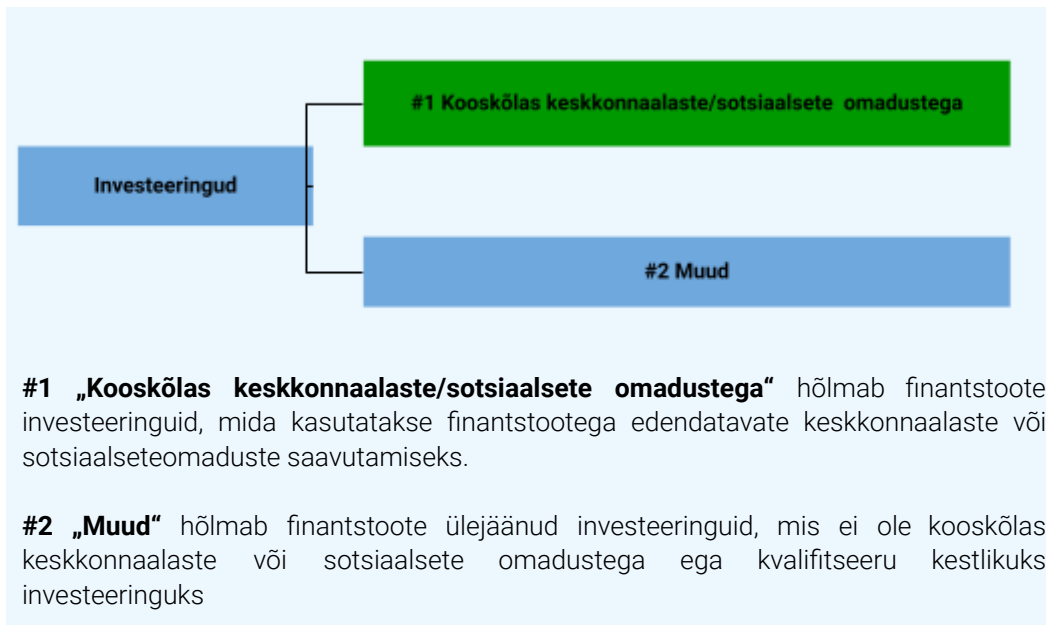 #1 Kooskõlas keskkonnaalaste/sotsiaalsete omadustega
Investeeringud
#2 Muud
#1 „Kooskõlas keskkonnaalaste/sotsiaalsete omadustega“ hõlmab finantstoote
investeeringuid, mida kasutatakse finantstootega edendatavate keskkonnaalaste või
sotsiaalseteomaduste saavutamiseks.
#2 „Muud“ hõlmab finantstoote ülejäänud investeeringuid, mis ei ole kooskõlas
keskkonnaalaste või sotsiaalsete omadustega ega kvalifitseeru kestlikuks
investeeringuks